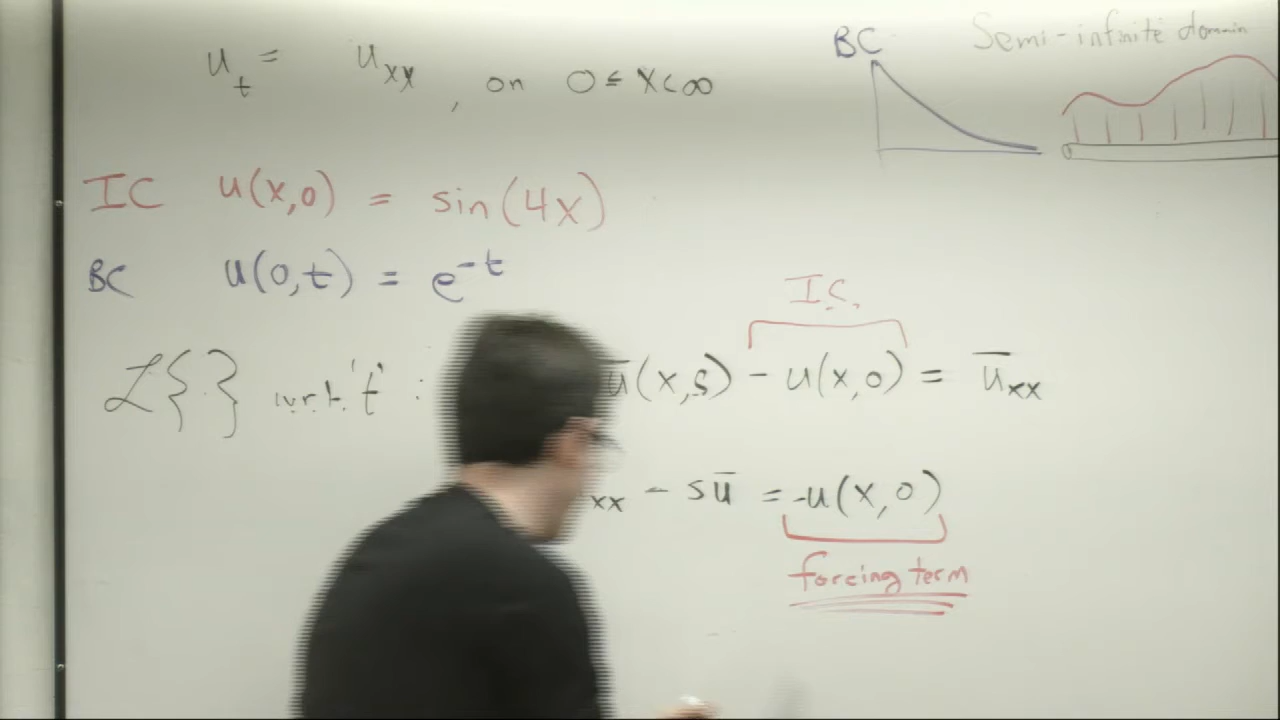 u_t = u_xx , on 0 ≤ x < ∞
BC Semi-infinite domain
IC u(x,0) = sin(4x)
BC u(0,t) = e^-t
I.C.
ℒ{ } w.r.t. 't' : ū(x,s) - u(x,0) = ū_xx
xx - sū = -u(x,0)
forcing term